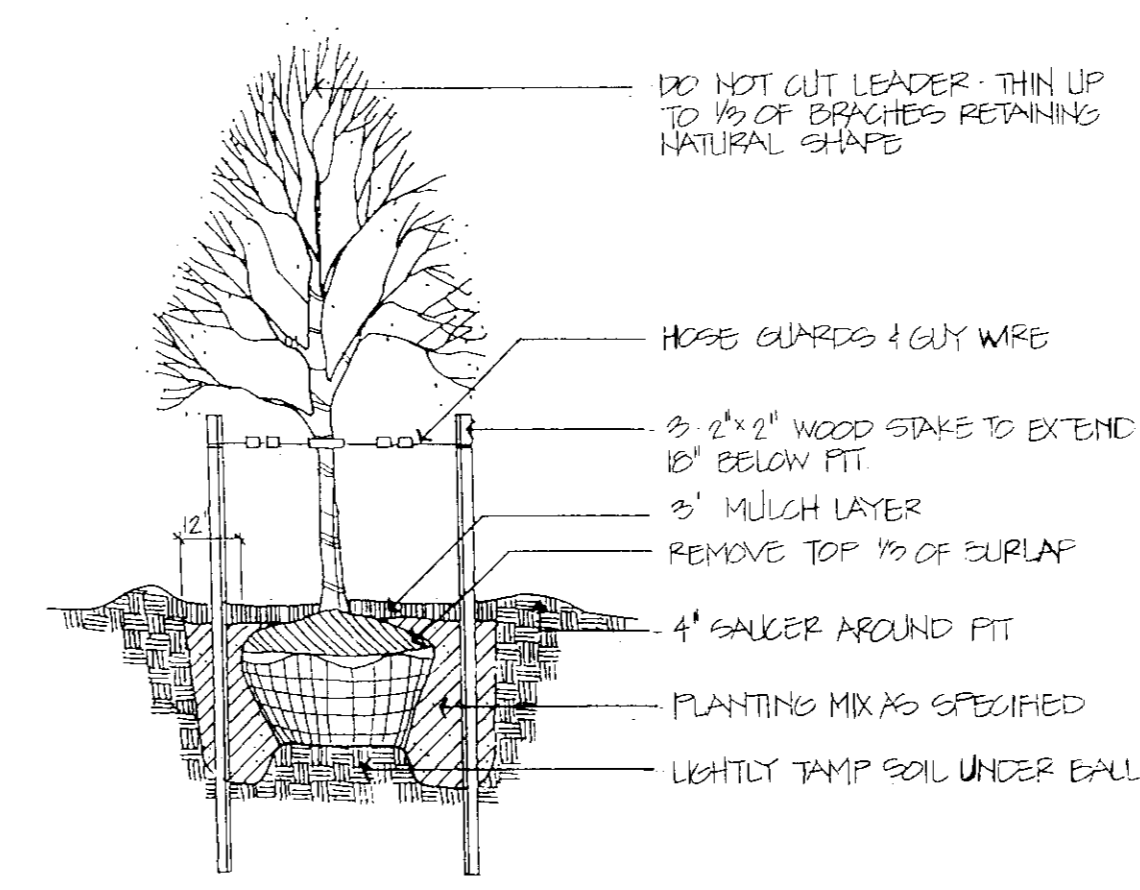 DO NOT CUT LEADER - THIN UP
TO 1/3 OF BRACHES RETAINING
NATURAL SHAPE
HOSE GUARDS & GUY WIRE
3-2"x2" WOOD STAKE TO EXTEND
18" BELOW PIT.
3' MULCH LAYER
12"
REMOVE TOP 1/3 OF BURLAP
4" SAUCER AROUND PIT
PLANTING MIX AS SPECIFIED
LIGHTLY TAMP SOIL UNDER BALL